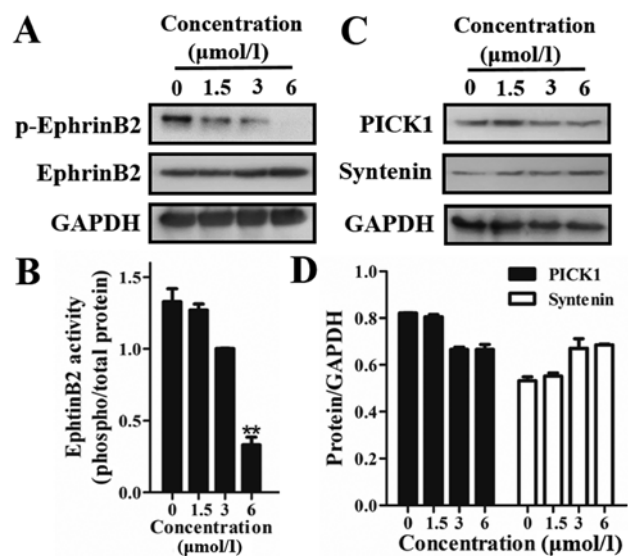 A
Concentration
(μmol/l)
0 1.5 3 6
p-EphrinB2
EphrinB2
GAPDH
C
Concentration
(μmol/l)
0 1.5 3 6
PICK1
Syntenin
GAPDH
B
EphtinB2 activity
(phospho/total protein)
1.5
1.0
0.5
0.0
**
0 1.5 3 6
Concentration
(μmol/l)
D
PICK1
Syntenin
Protein/GAPDH
1.0
0.8
0.6
0.4
0.2
0.0
0 1.5 3 6 0 1.5 3 6
Concentration (μmol/l)